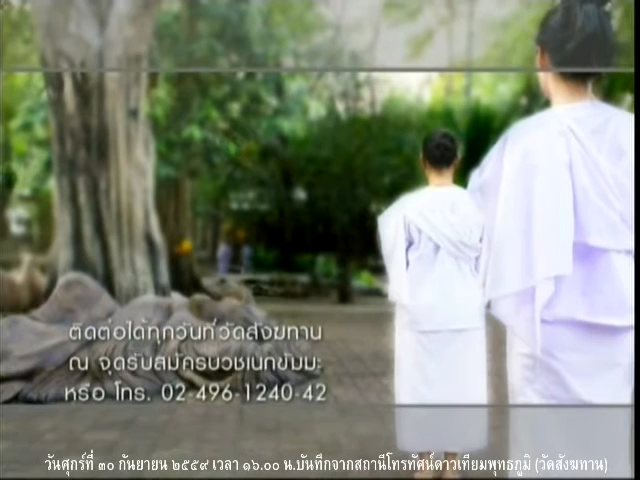 ติดต่อได้ทุกวันที่วัดสังฆทาน
ณ จุดรับสมัครบวชเนกขัมมะ
หรือ โทร. 02-496-1240-42
วันศุกร์ที่ ๓๐ กันยายน ๒๕๕๙ เวลา ๑๖.๐๐ น.บันทึกจากสถานีโทรทัศน์ดาวเทียมพุทธภูมิ (วัดสังฆทาน)